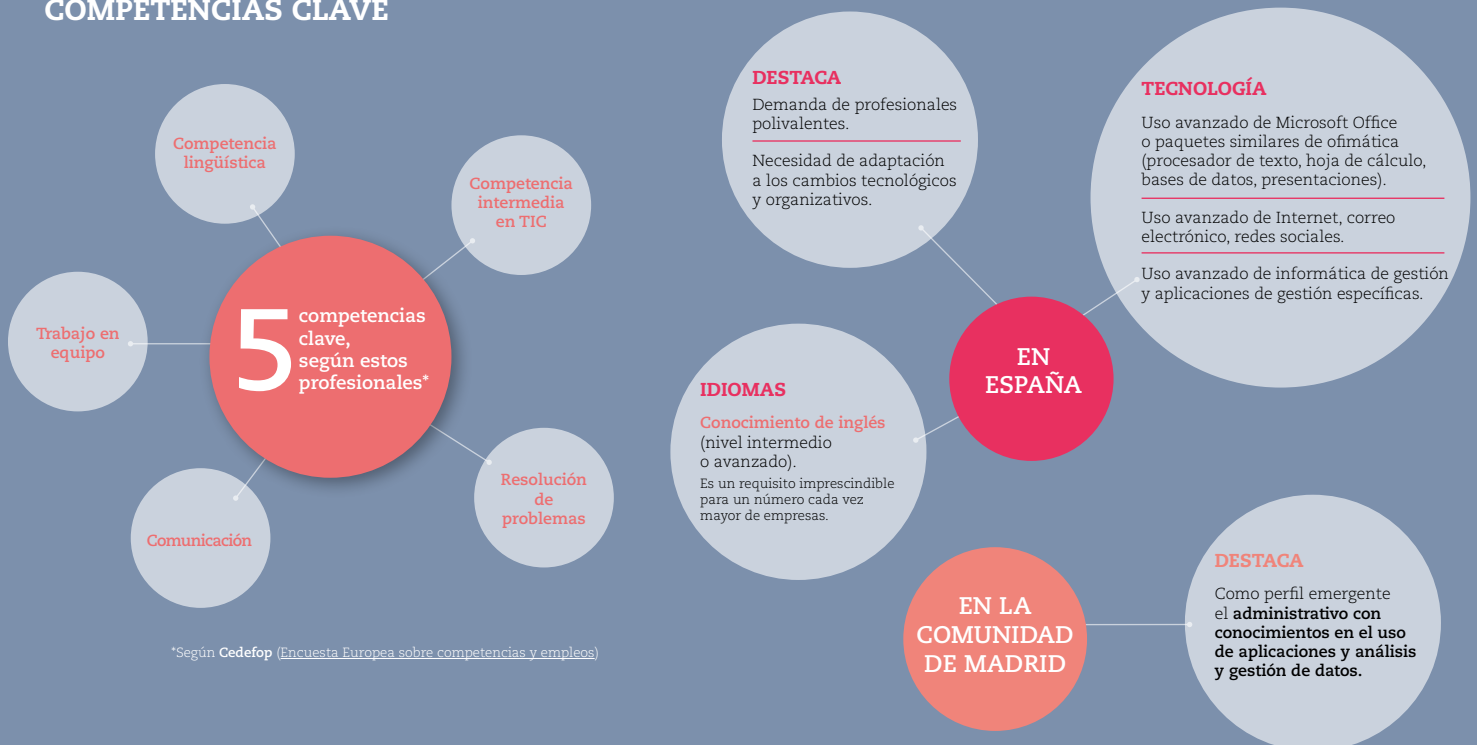 COMPETENCIAS CLAVE
Competencia
lingüística
Competencia
intermedia
en TIC
Trabajo en
equipo
5
competencias
clave,
según estos
profesionales*
Resolución
de
problemas
Comunicación
*Según Cedefop (Encuesta Europea sobre competencias y empleos)
DESTACA
Demanda de profesionales
polivalentes.
Necesidad de adaptación
a los cambios tecnológicos
y organizativos.
TECNOLOGÍA
Uso avanzado de Microsoft Office
o paquetes similares de ofimática
(procesador de texto, hoja de cálculo,
bases de datos, presentaciones).
Uso avanzado de Internet, correo
electrónico, redes sociales.
Uso avanzado de informática de gestión
y aplicaciones de gestión específicas.
EN
ESPAÑA
IDIOMAS
Conocimiento de inglés
(nivel intermedio
o avanzado).
Es un requisito imprescindible
para un número cada vez
mayor de empresas.
EN LA
COMUNIDAD
DE MADRID
DESTACA
Como perfil emergente
el administrativo con
conocimientos en el uso
de aplicaciones y análisis
y gestión de datos.